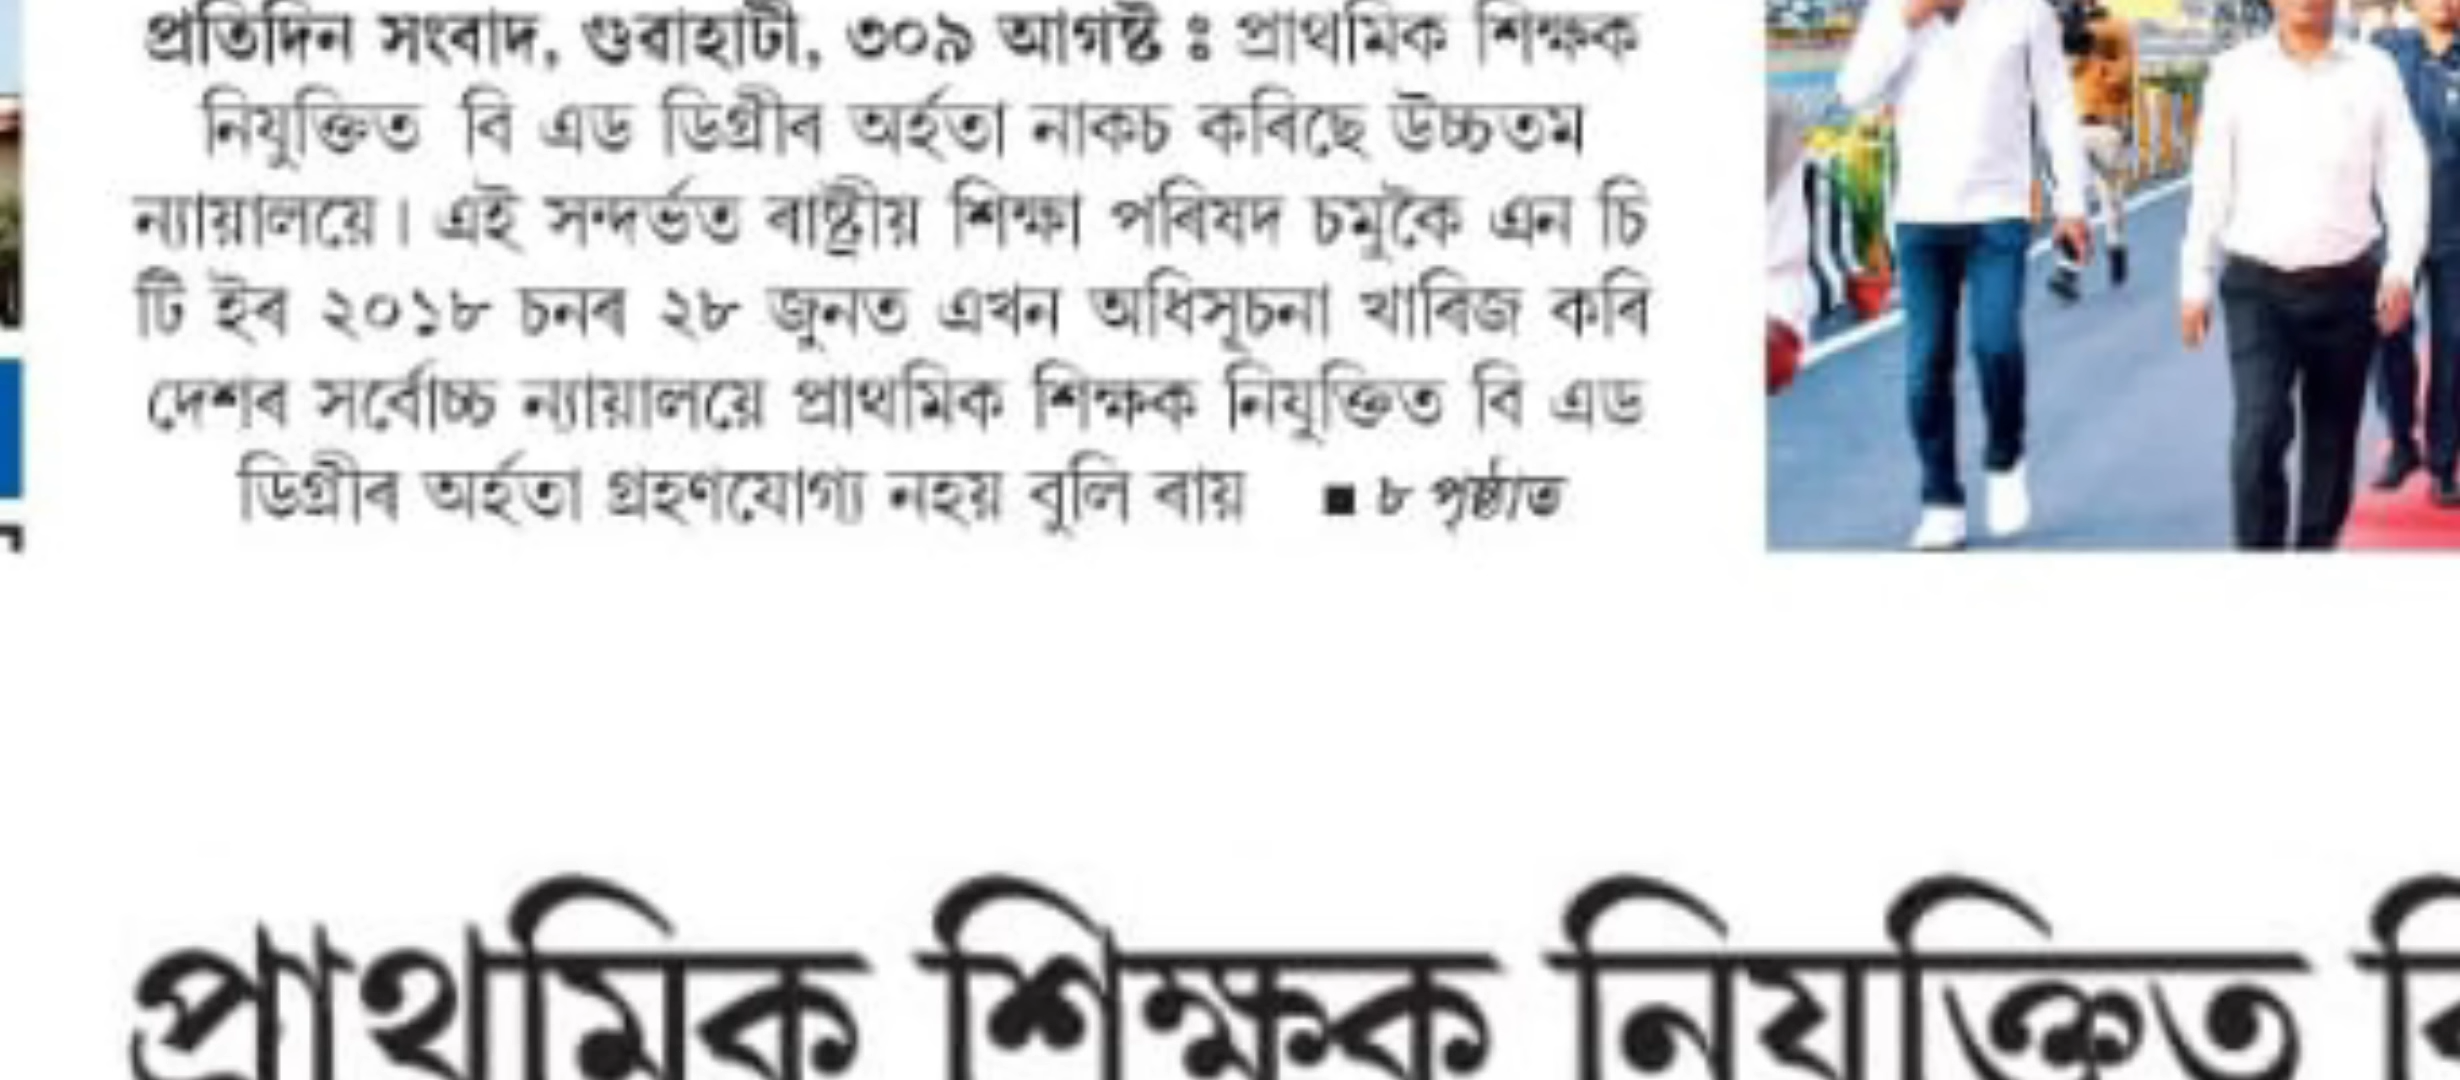 প্ৰতিদিন সংবাদ, গুৱাহাটী, ৩০৯ আগষ্ট ঃ প্ৰাথমিক শিক্ষক
নিযুক্তিত বি এড ডিগ্ৰীৰ অৰ্হতা নাকচ কৰিছে উচ্চতম
ন্যায়ালয়ে। এই সন্দৰ্ভত ৰাষ্ট্ৰীয় শিক্ষা পৰিষদ চমুকৈ এন চি
টি ইৰ ২০১৮ চনৰ ২৮ জুনত এখন অধিসূচনা খাৰিজ কৰি
দেশৰ সৰ্বোচ্চ ন্যায়ালয়ে প্ৰাথমিক শিক্ষক নিযুক্তিত বি এড
ডিগ্ৰীৰ অৰ্হতা গ্ৰহণযোগ্য নহয় বুলি ৰায় ■ ৮ পৃষ্ঠাত
প্ৰাথমিক শিক্ষক নিযুক্তিত বি